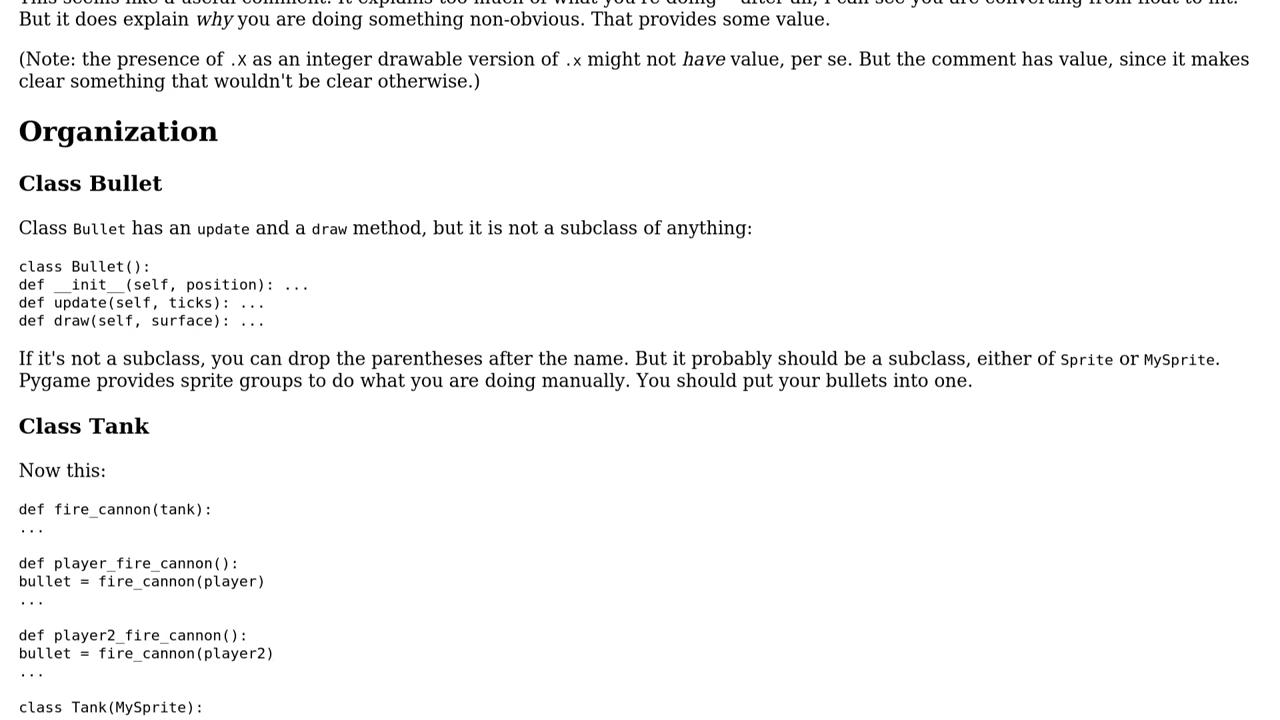 But it does explain why you are doing something non-obvious. That provides some value.
(Note: the presence of .X as an integer drawable version of .x might not have value, per se. But the comment has value, since it makes
clear something that wouldn't be clear otherwise.)
Organization
Class Bullet
Class Bullet has an update and a draw method, but it is not a subclass of anything:
class Bullet():
def __init__(self, position): ...
def update(self, ticks): ...
def draw(self, surface): ...
If it's not a subclass, you can drop the parentheses after the name. But it probably should be a subclass, either of Sprite or MySprite.
Pygame provides sprite groups to do what you are doing manually. You should put your bullets into one.
Class Tank
Now this:
def fire_cannon(tank):
...
def player_fire_cannon():
bullet = fire_cannon(player)
...
def player2_fire_cannon():
bullet = fire_cannon(player2)
...
class Tank(MySprite):